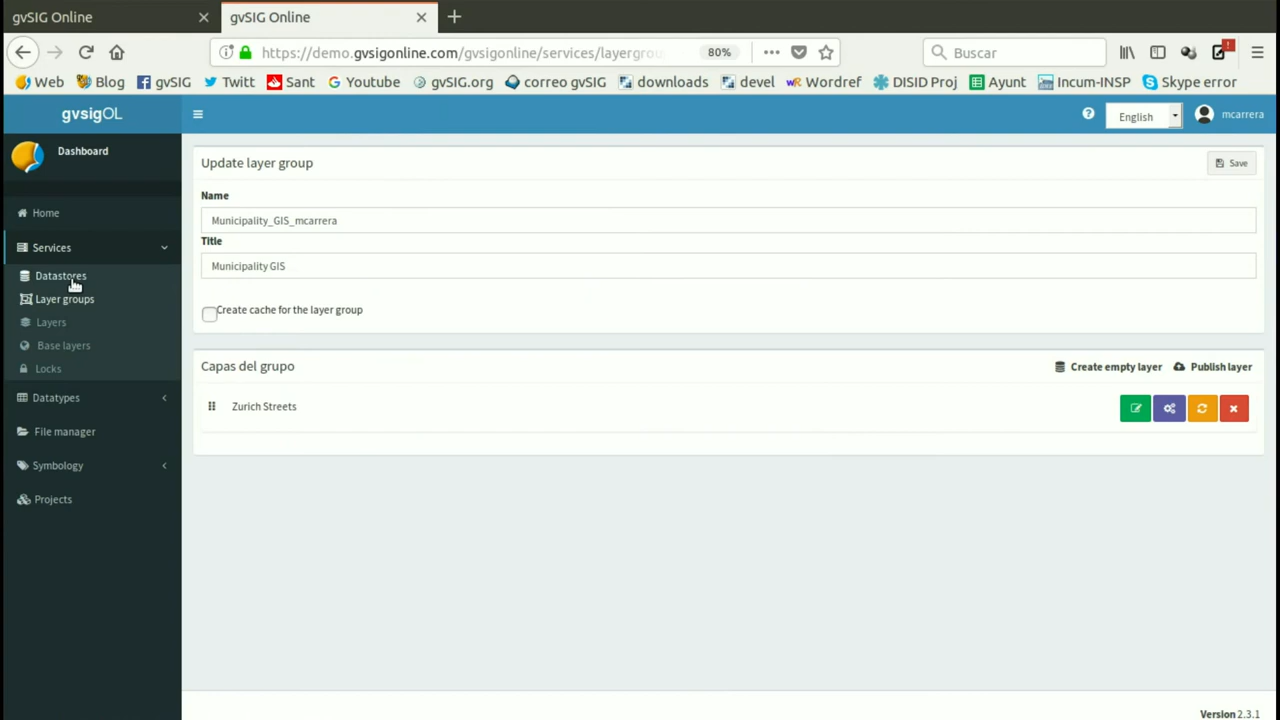 gvSIG Online
gvSIG Online
https://demo.gvsigonline.com/gvsigonline/services/layergrou
80%
Buscar
Web
Blog
gvSIG
Twitt
Sant
Youtube
gvSIG.org
correo gvSIG
downloads
devel
Wordref
DISID Proj
Ayunt
Incum-INSP
Skype error
gvsigOL
English
mcarrera
Dashboard
Home
Services
Datastores
Layer groups
Layers
Base layers
Locks
Datatypes
File manager
Symbology
Projects
Update layer group
Save
Name
Municipality_GIS_mcarrera
Title
Municipality GIS
Create cache for the layer group
Capas del grupo
Create empty layer
Publish layer
Zurich Streets
Version 2.3.1